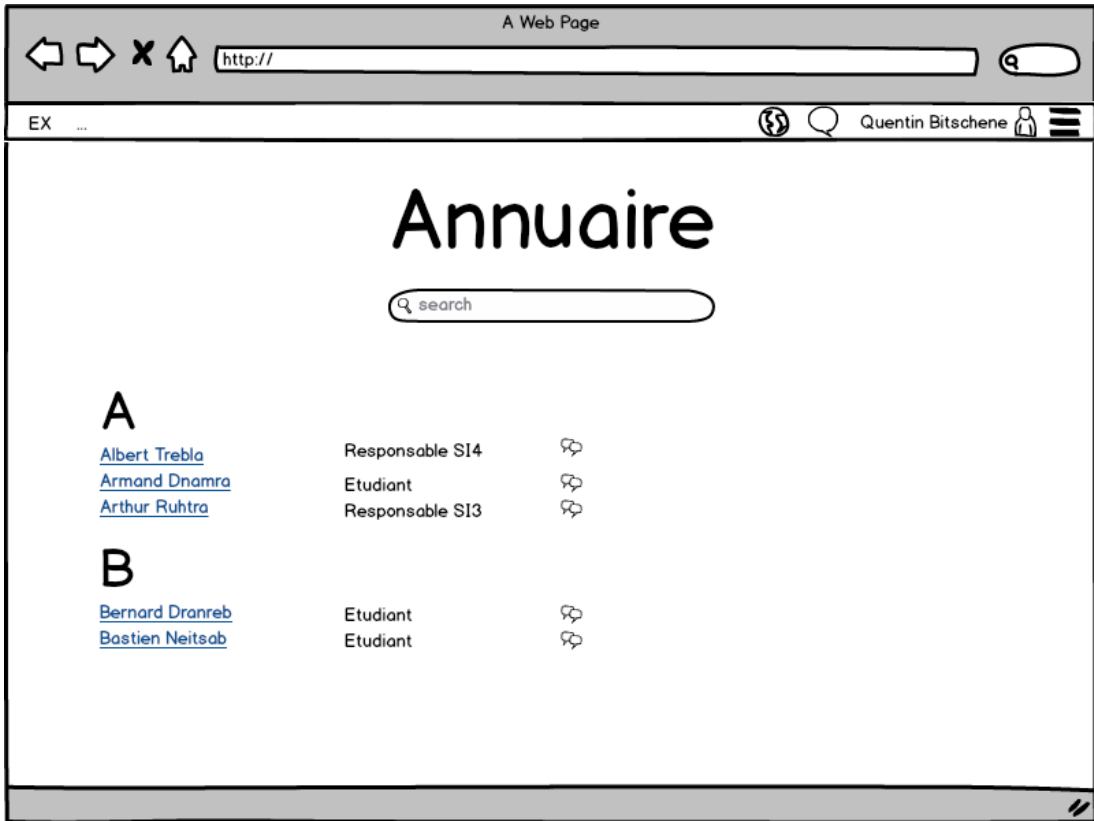 A Web Page
http://
EX ... Quentin Bitschene
Annuaire
search
A
Albert Trebla Responsable SI4
Armand Dnamra Etudiant
Arthur Ruhtra Responsable SI3
B
Bernard Dranreb Etudiant
Bastien Neitsab Etudiant